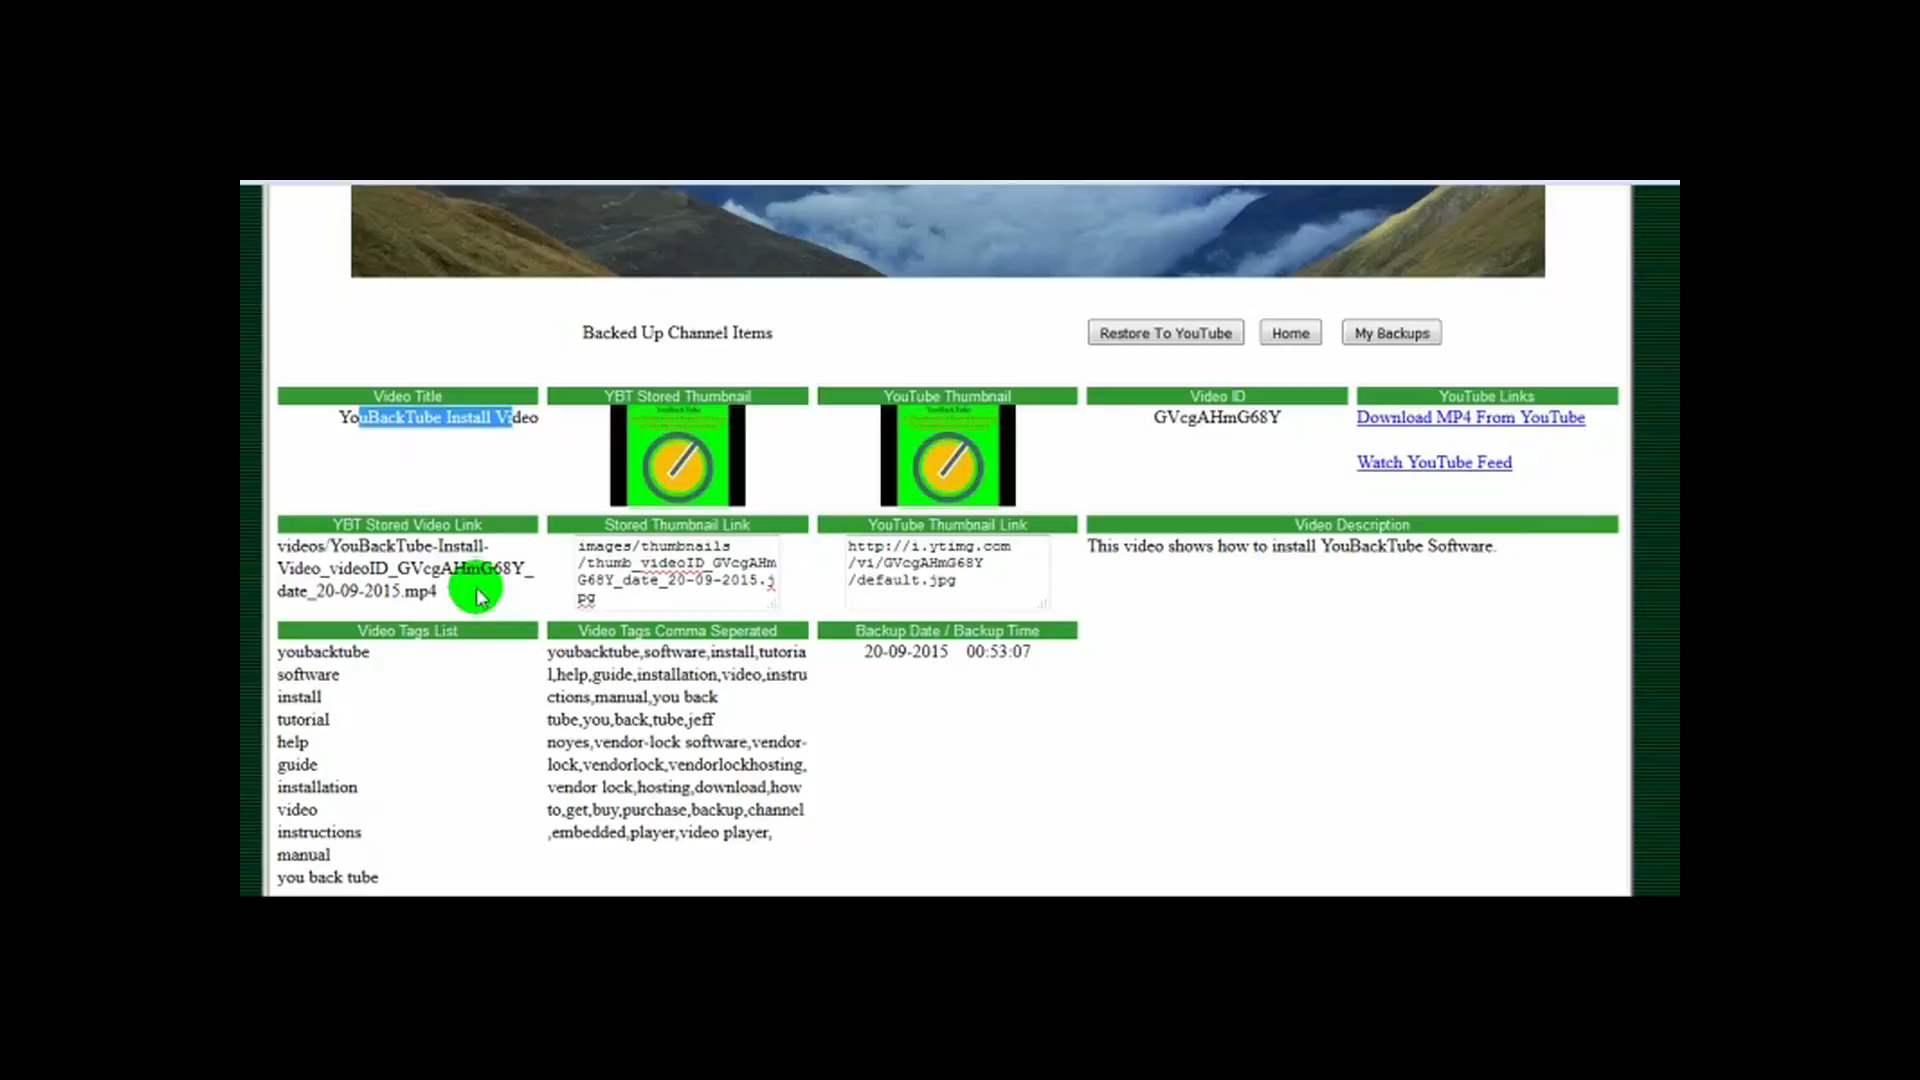 Backed Up Channel Items
Restore To YouTube
Home
My Backups
Video Title
YBT Stored Thumbnail
YouTube Thumbnail
Video ID
YouTube Links
YouBackTube Install Video
YouBackTube
YouBackTube
GVcgAHmG68Y
Download MP4 From YouTube
Watch YouTube Feed
YBT Stored Video Link
Stored Thumbnail Link
YouTube Thumbnail Link
Video Description
videos/YouBackTube-Install-
Video_videoID_GVcgAHmG68Y_
date_20-09-2015.mp4
images/thumbnails
/thumb_videoID_GVcgAHm
G68Y_date_20-09-2015.j
pg
http://i.ytimg.com
/vi/GVcgAHmG68Y
/default.jpg
This video shows how to install YouBackTube Software.
Video Tags List
Video Tags Comma Seperated
Backup Date / Backup Time
youbacktube
software
install
tutorial
help
guide
installation
video
instructions
manual
you back tube
youbacktube,software,install,tutoria
l,help,guide,installation,video,instru
ctions,manual,you back
tube,you,back,tube,jeff
noyes,vendor-lock software,vendor-
lock,vendorlock,vendorlockhosting,
vendor lock,hosting,download,how
to,get,buy,purchase,backup,channel
,embedded,player,video player,
20-09-2015 00:53:07